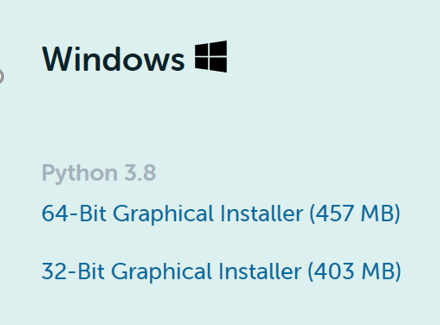 Windows
Python 3.8
64-Bit Graphical Installer (457 MB)
32-Bit Graphical Installer (403 MB)